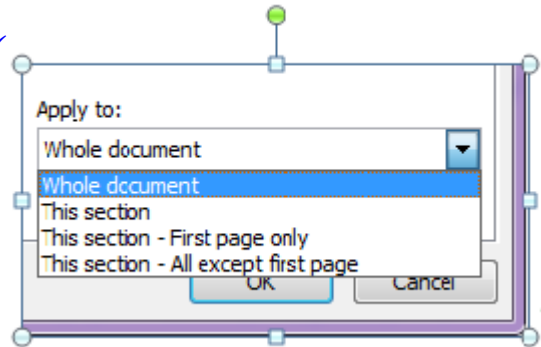 Apply to:
Whole document
Whole document
This section
This section - First page only
This section - All except first page
OK
Cancel